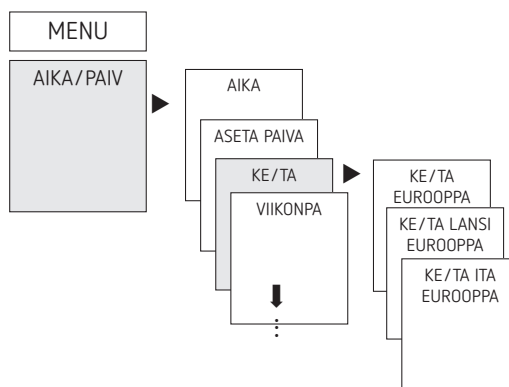 MENU
AIKA/PAIV
AIKA
ASETA PAIVA
KE/TA
VIIKONPA
KE/TA
EUROOPPA
KE/TA LANSI
EUROOPPA
KE/TA ITA
EUROOPPA